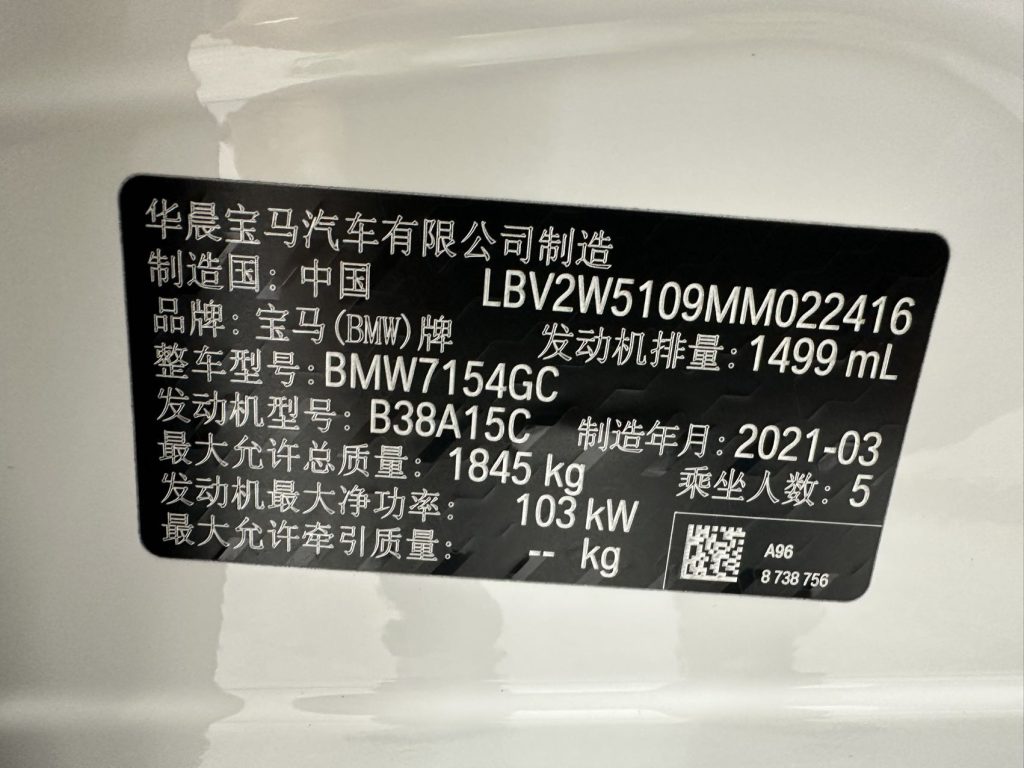 华晨宝马汽车有限公司制造
制造国: 中国 LBV2W5109MM022416
品牌: 宝马(BMW)牌 发动机排量: 1499 mL
整车型号: BMW7154GC
发动机型号: B38A15C 制造年月: 2021-03
最大允许总质量: 1845 kg 乘坐人数: 5
发动机最大净功率: 103 kW
最大允许牵引质量: -- kg
A96
8 738 756